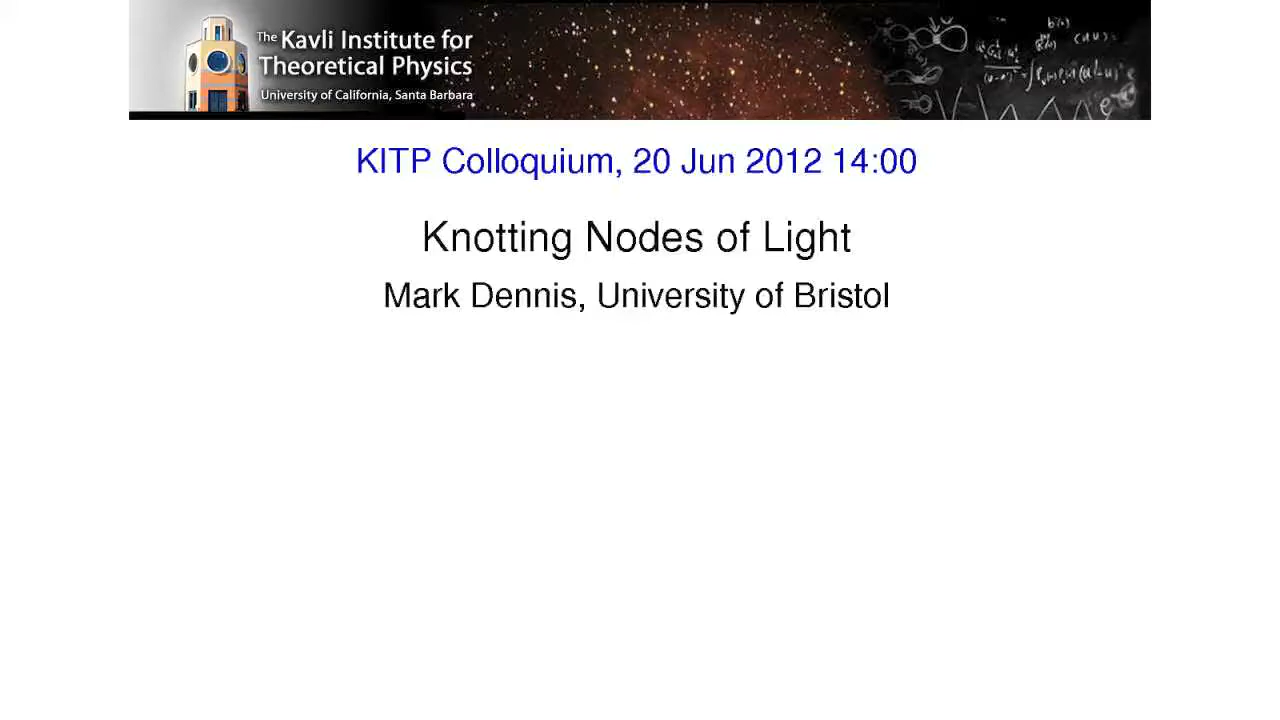 The Kavli Institute for
Theoretical Physics
University of California, Santa Barbara
KITP Colloquium, 20 Jun 2012 14:00
Knotting Nodes of Light
Mark Dennis, University of Bristol